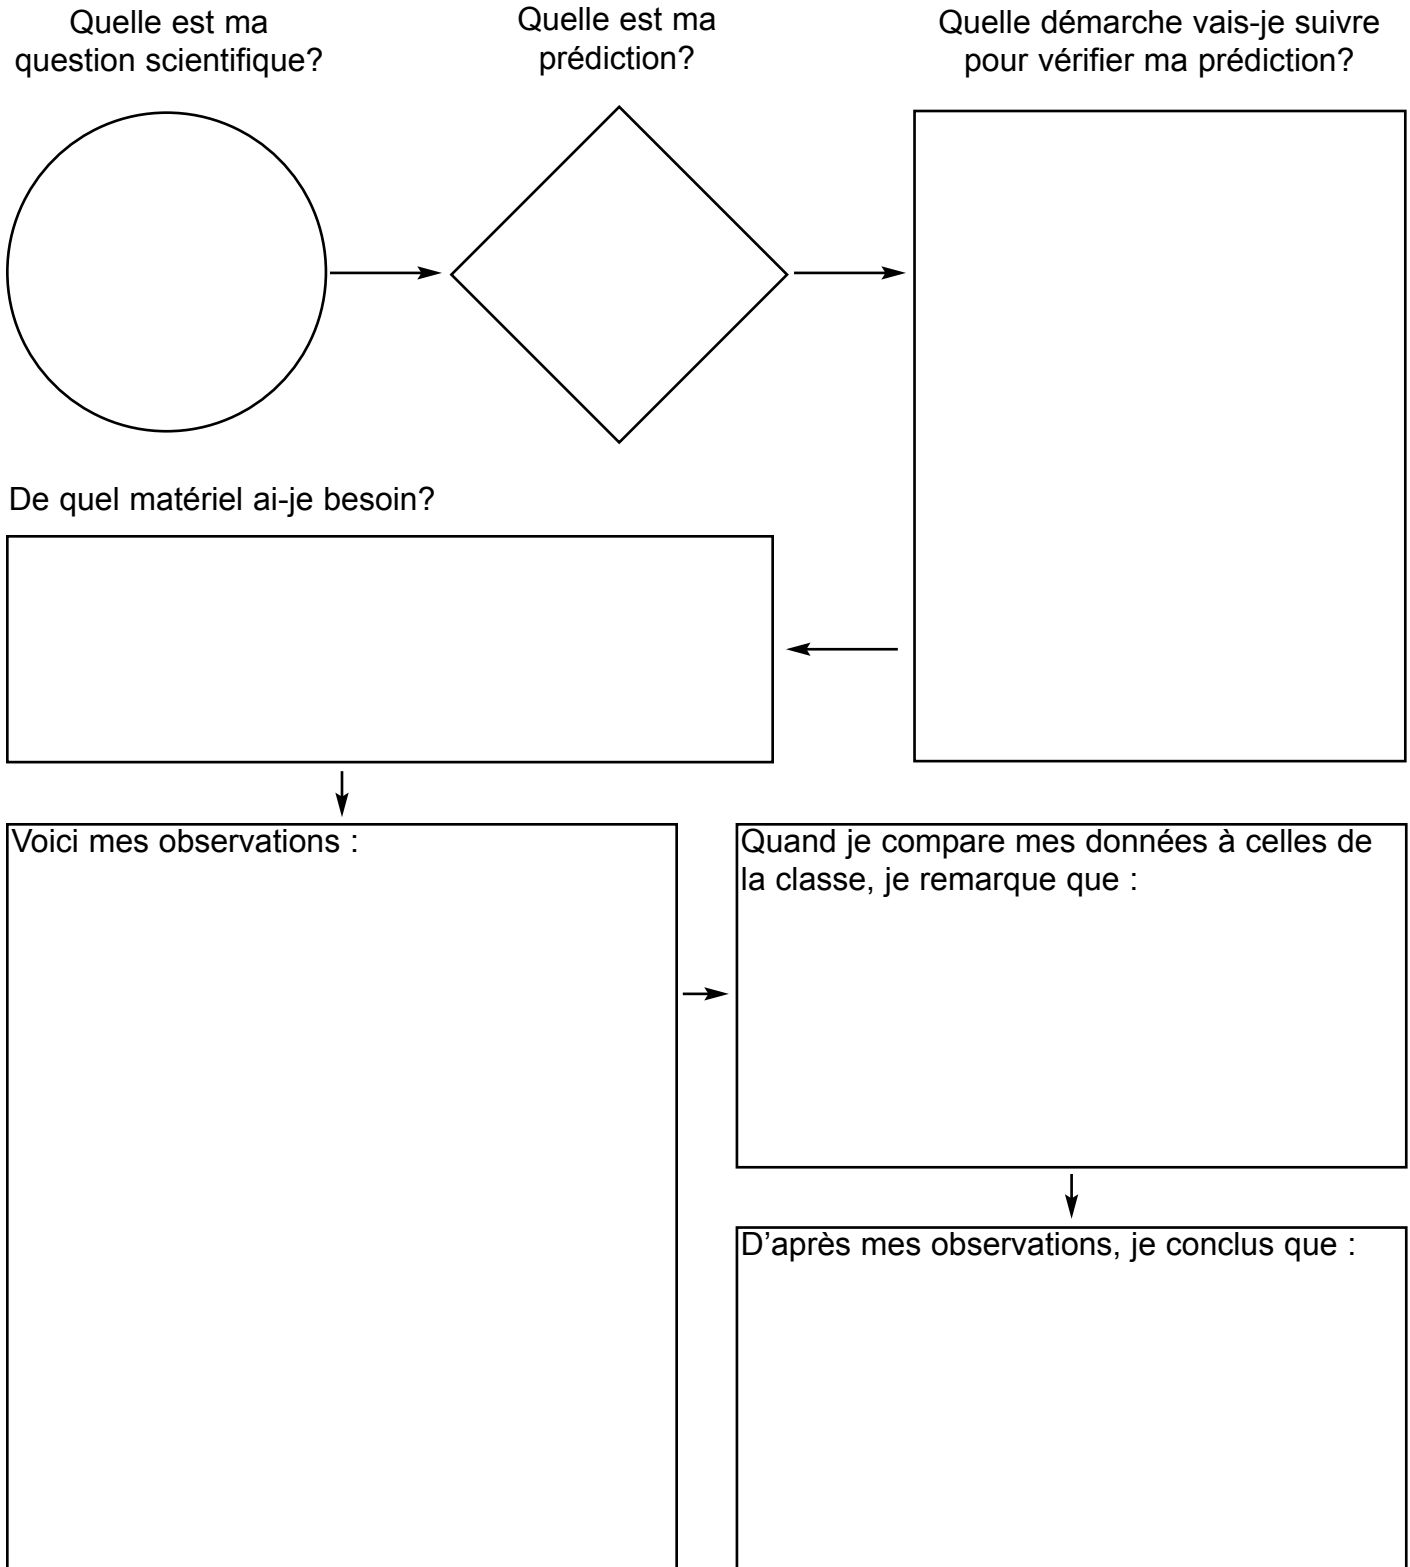 Quelle est ma
question scientifique?
Quelle est ma
prédiction?
Quelle démarche vais-je suivre
pour vérifier ma prédiction?
De quel matériel ai-je besoin?
Voici mes observations :
Quand je compare mes données à celles de
la classe, je remarque que :
D’après mes observations, je conclus que :